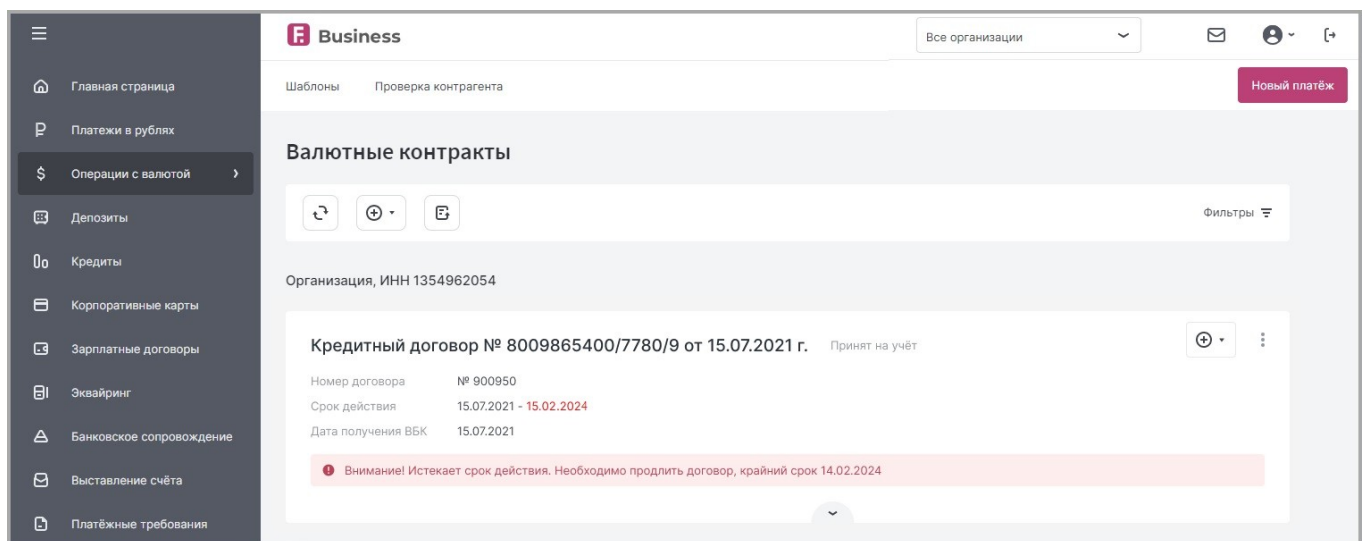 F. Business
Все организации
Главная страница
Платежи в рублях
Операции с валютой
Депозиты
Кредиты
Корпоративные карты
Зарплатные договоры
Эквайринг
Банковское сопровождение
Выставление счёта
Платёжные требования
Шаблоны Проверка контрагента
Новый платёж
Валютные контракты
Фильтры
Организация, ИНН 1354962054
Кредитный договор № 8009865400/7780/9 от 15.07.2021 г. Принят на учёт
Номер договора № 900950
Срок действия 15.07.2021 - 15.02.2024
Дата получения ВБК 15.07.2021
Внимание! Истекает срок действия. Необходимо продлить договор, крайний срок 14.02.2024